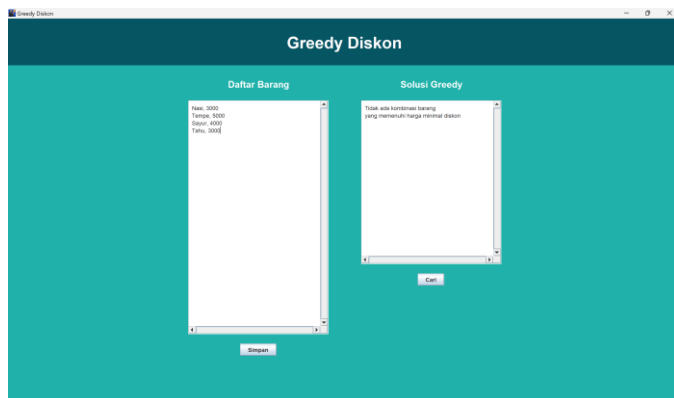 Greedy Diskon
Greedy Diskon
Daftar Barang
Nasi, 3000
Tempe, 5000
Sayur, 4000
Tahu, 3000
Simpan
Solusi Greedy
Tidak ada kombinasi barang
yang memenuhi harga minimal diskon
Cari